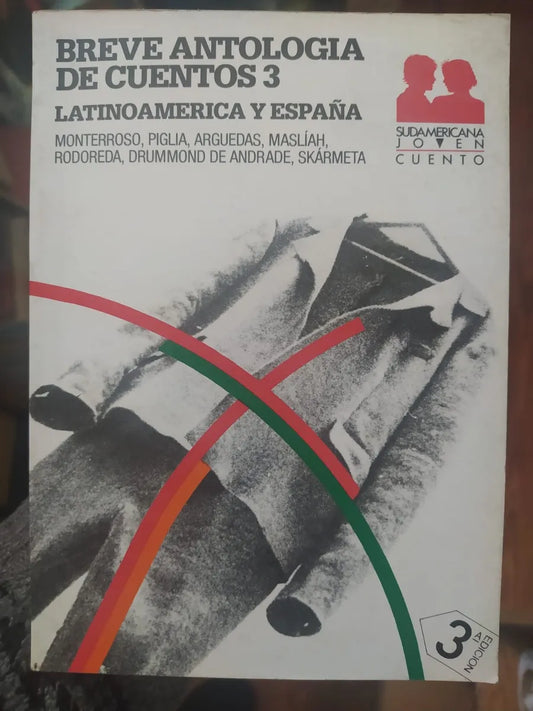 BREVE ANTOLOGIA
DE CUENTOS 3
LATINOAMERICA Y ESPAÑA
MONTERROSO, PIGLIA, ARGUEDAS, MASLÍAH,
RODOREDA, DRUMMOND DE ANDRADE, SKÁRMETA
SUDAMERICANA
JOVEN
CUENTO
3
EDICION